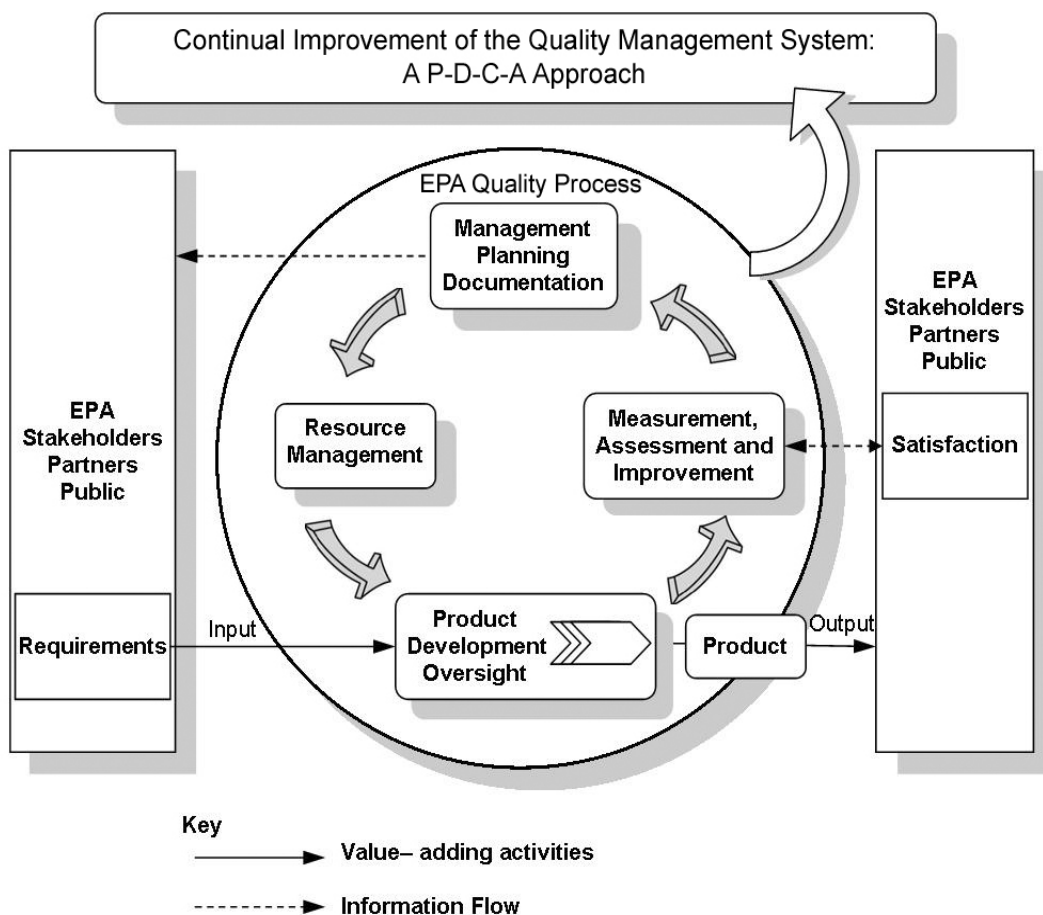 Continual Improvement of the Quality Management System:
A P-D-C-A Approach
EPA Quality Process
Management
Planning
Documentation
EPA
Stakeholders
Partners
Public
Requirements
Input
Resource
Management
Product
Development
Oversight
Product
Output
Measurement,
Assessment and
Improvement
EPA
Stakeholders
Partners
Public
Satisfaction
Key
Value– adding activities
Information Flow